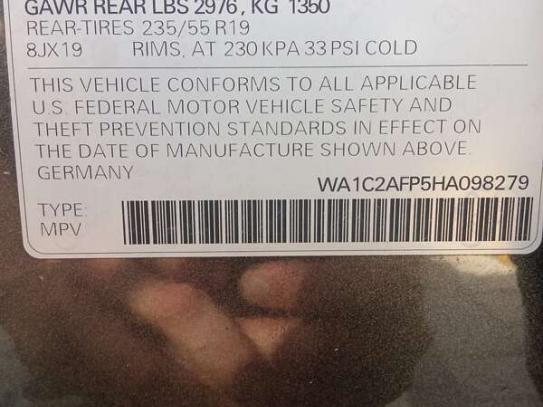 GAWR REAR LBS 2976, KG 1350
REAR-TIRES 235/55 R19
8JX19 RIMS, AT 230 KPA 33 PSI COLD
THIS VEHICLE CONFORMS TO ALL APPLICABLE
U.S. FEDERAL MOTOR VEHICLE SAFETY AND
THEFT PREVENTION STANDARDS IN EFFECT ON
THE DATE OF MANUFACTURE SHOWN ABOVE.
GERMANY
WA1C2AFP5HA098279
TYPE:
MPV